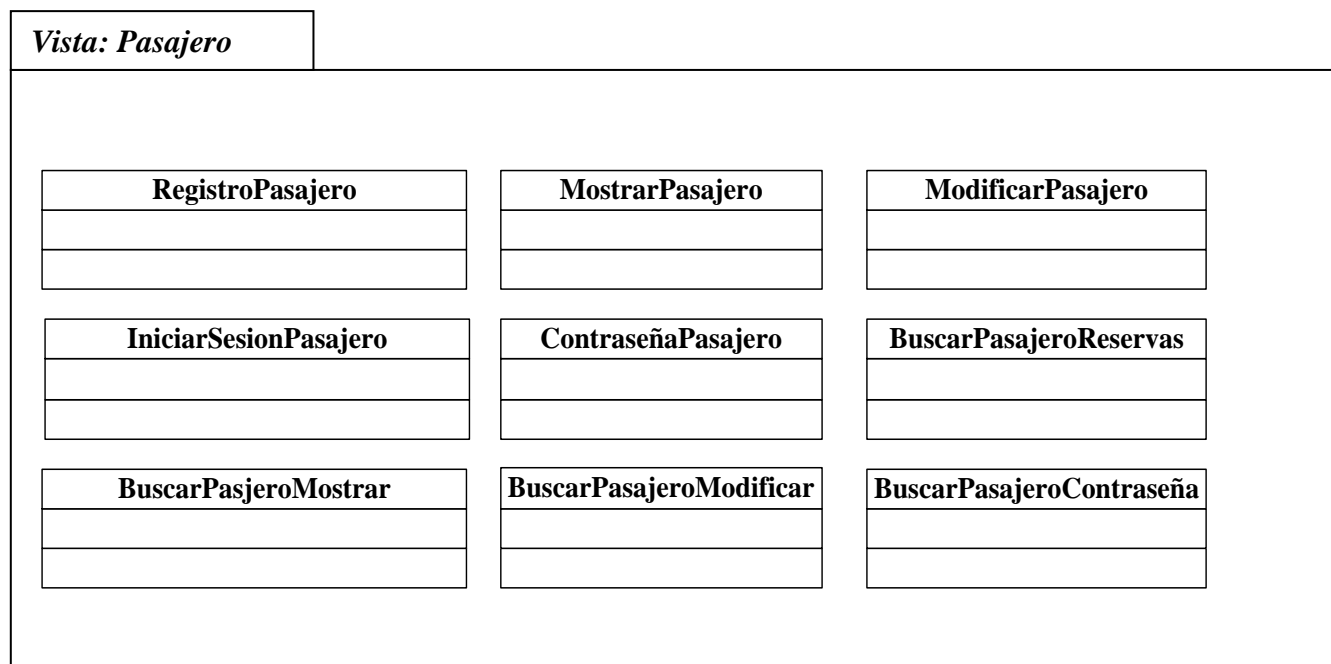 Vista: Pasajero
RegistroPasajero
MostrarPasajero
ModificarPasajero
IniciarSesionPasajero
ContraseñaPasajero
BuscarPasajeroReservas
BuscarPasjeroMostrar
BuscarPasajeroModificar
BuscarPasajeroContraseña